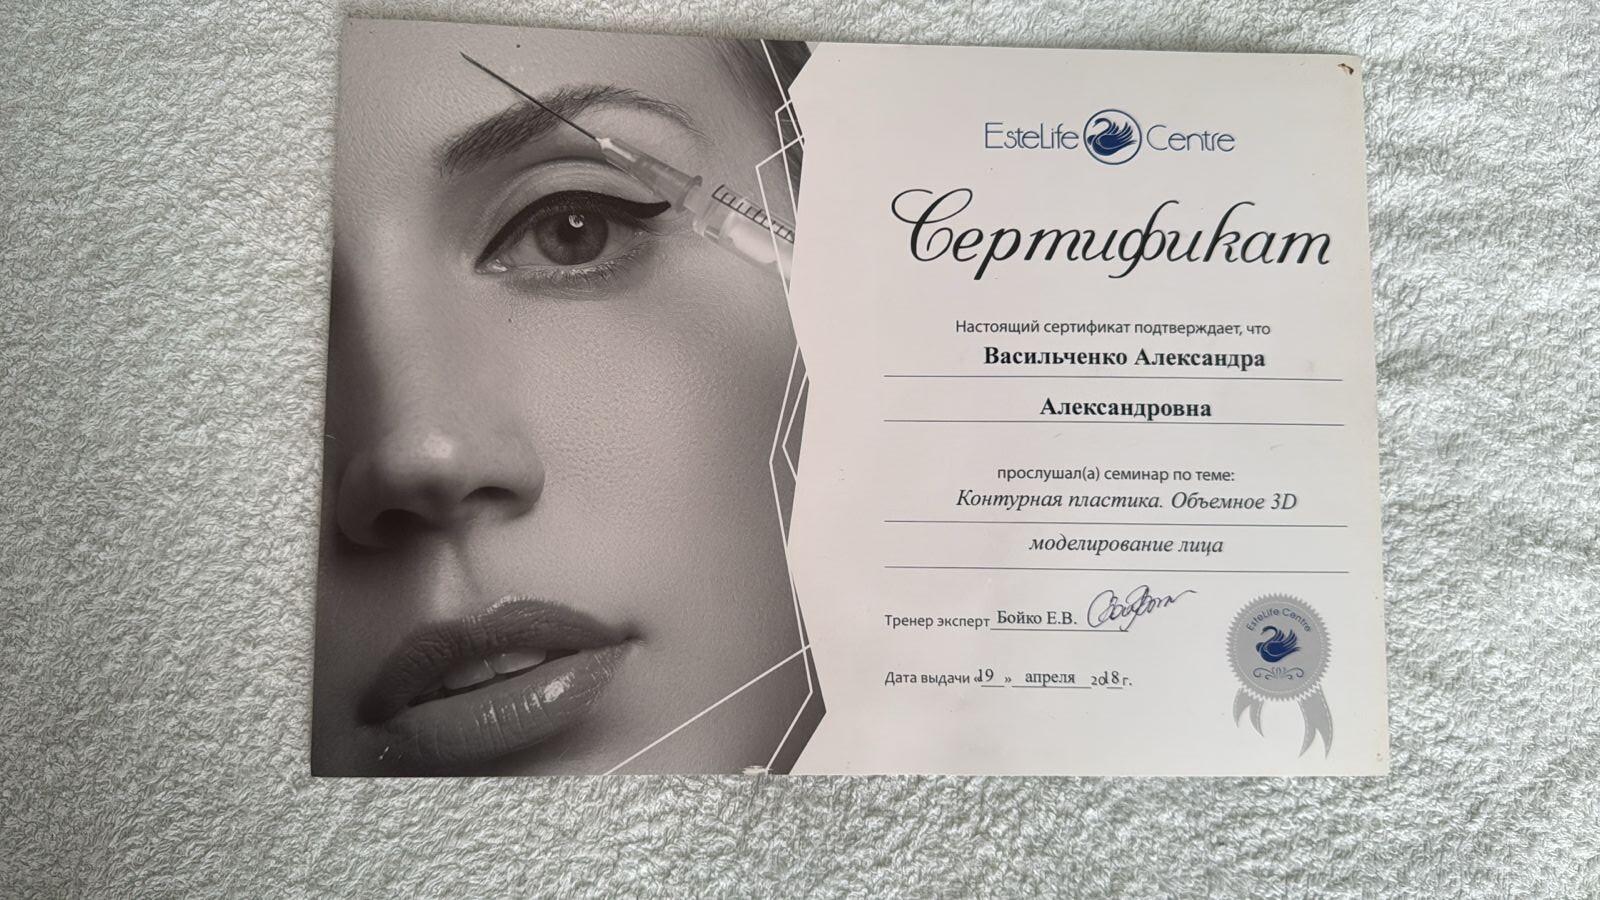 EsteLife Centre
Сертификат
Настоящий сертификат подтверждает, что
Васильченко Александра
Александровна
прослушал(а) семинар по теме:
Контурная пластика. Объемное 3D
моделирование лица
Тренер эксперт Бойко Е.В.
EsteLife Centre
Дата выдачи «19» апреля 2018 г.